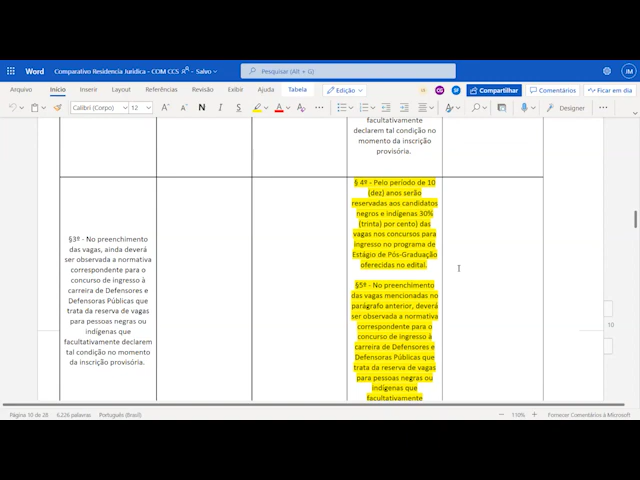 Word
Comparativo Residencia Juridica - COM CCS - Salvo
Pesquisar (Alt + G)
JM
Arquivo Início Inserir Layout Referências Revisão Exibir Ajuda Tabela Edição Compartilhar Comentários Ficar em dia
Calibri (Corpo) 12 N I S Designer
facultativamente
declarem tal condição no
momento da inscrição
provisória.
§3º - No preenchimento
das vagas, ainda deverá
ser observada a normativa
correspondente para o
concurso de ingresso à
carreira de Defensores e
Defensoras Públicas que
trata da reserva de vagas
para pessoas negras ou
indígenas que
facultativamente declarem
tal condição no momento
da inscrição provisória.
§ 4º - Pelo período de 10
(dez) anos serão
reservadas aos candidatos
negros e indígenas 30%
(trinta) por cento) das
vagas nos concursos para
ingresso no programa de
Estágio de Pós-Graduação
oferecidas no edital.
§5º - No preenchimento
das vagas mencionadas no
parágrafo anterior, deverá
ser observada a normativa
correspondente para o
concurso de ingresso à
carreira de Defensores e
Defensoras Públicas que
trata da reserva de vagas
para pessoas negras ou
indígenas que
facultativamente
10
Página 10 de 28 6.226 palavras Português (Brasil) 110% Fornecer Comentários à Microsoft